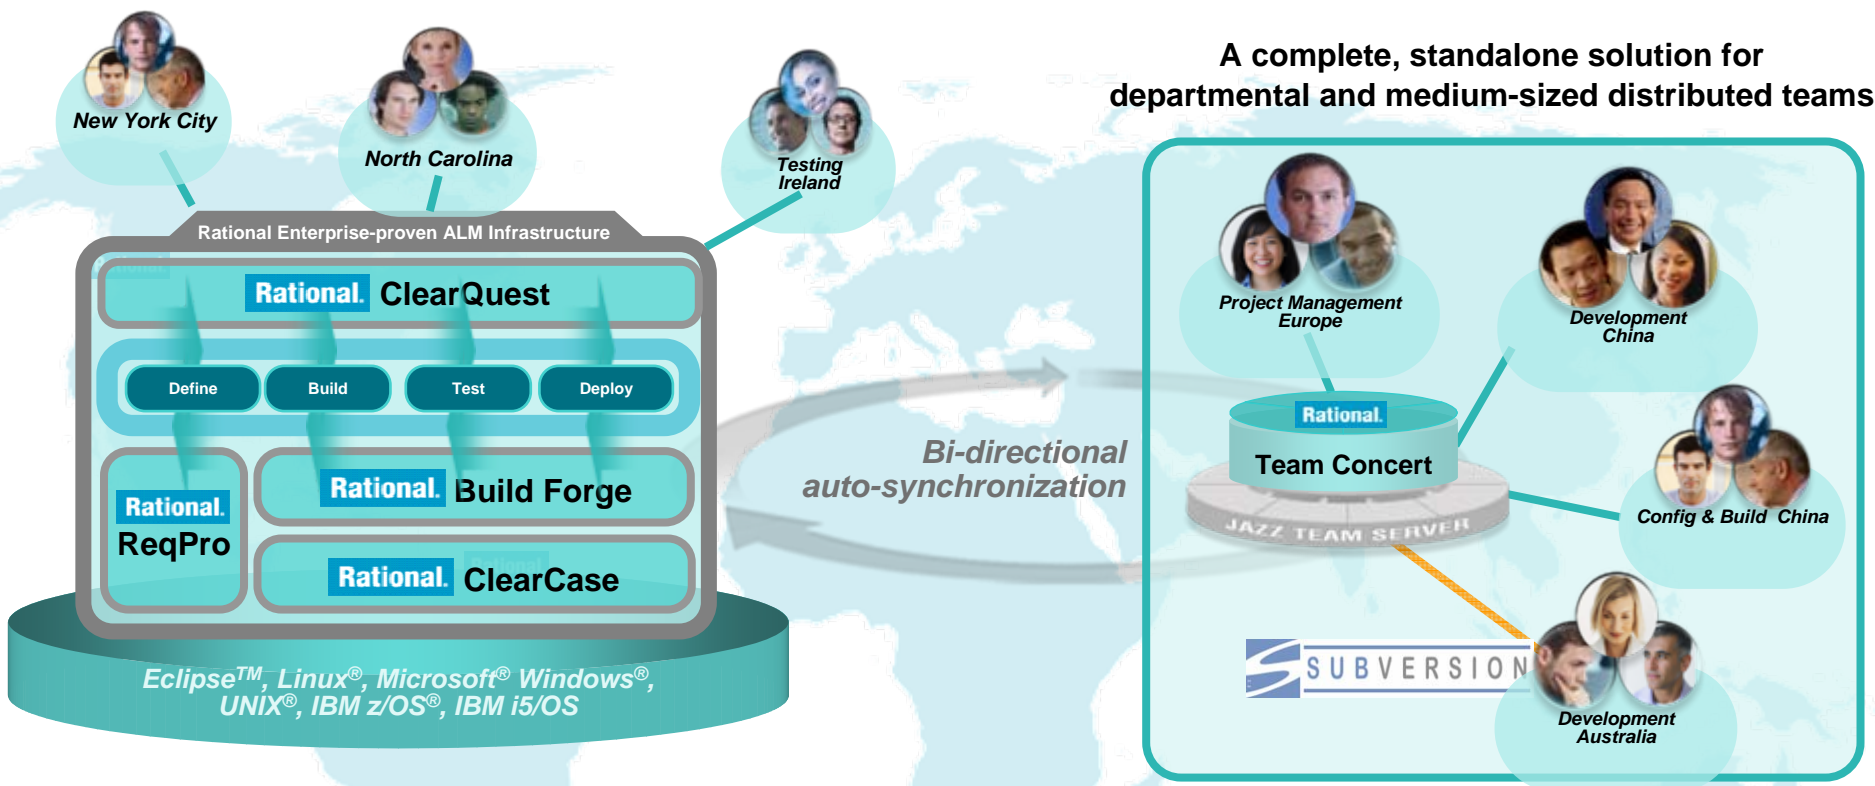 New York City
North Carolina
Testing
Ireland
A complete, standalone solution for
departmental and medium-sized distributed teams
Rational Enterprise-proven ALM Infrastructure
Rational. ClearQuest
Define
Build
Test
Deploy
Rational.
ReqPro
Rational. Build Forge
Rational. ClearCase
Eclipse™, Linux®, Microsoft® Windows®,
UNIX®, IBM z/OS®, IBM i5/OS
Bi-directional
auto-synchronization
Project Management
Europe
Development
China
Rational.
Team Concert
JAZZ TEAM SERVER
Config & Build China
SUBVERSION
Development
Australia